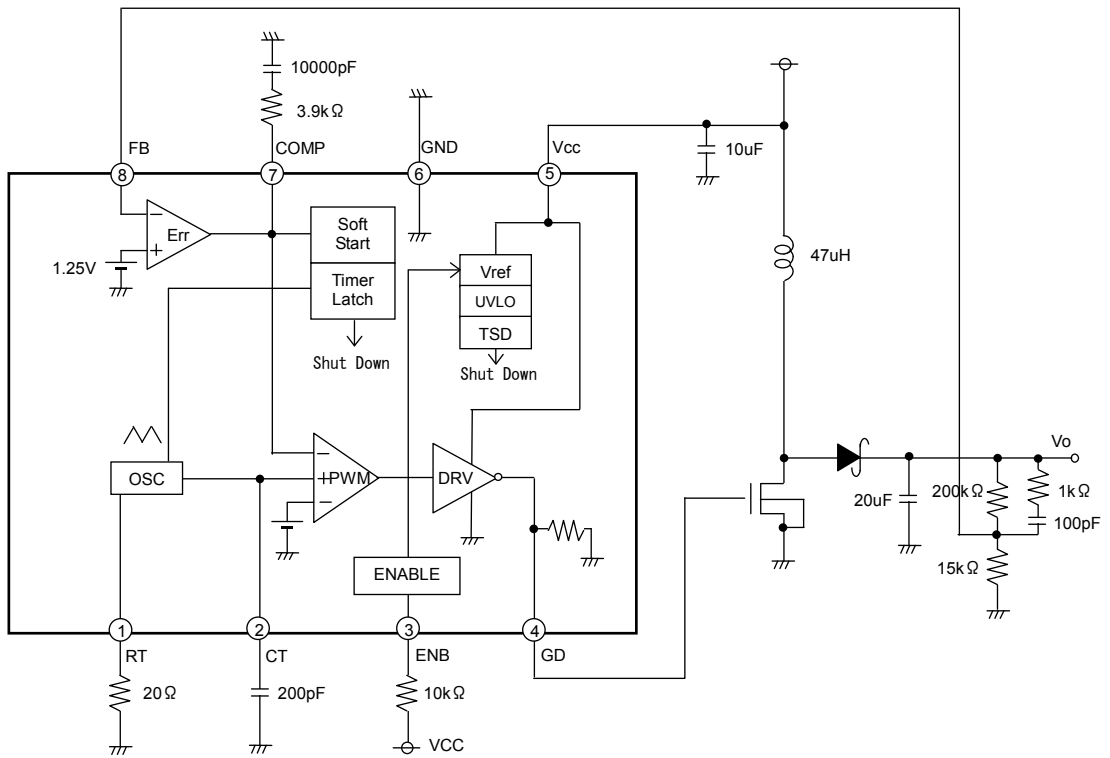 10000pF
3.9kΩ
FB
COMP
GND
Vcc
10uF
8
7
6
5
Err
Soft
Start
1.25V
Timer
Latch
Shut Down
Vref
UVLO
TSD
Shut Down
47uH
OSC
PWM
DRV
Vo
20uF
200kΩ
1kΩ
100pF
15kΩ
ENABLE
1
2
3
4
RT
CT
ENB
GD
20Ω
200pF
10kΩ
VCC